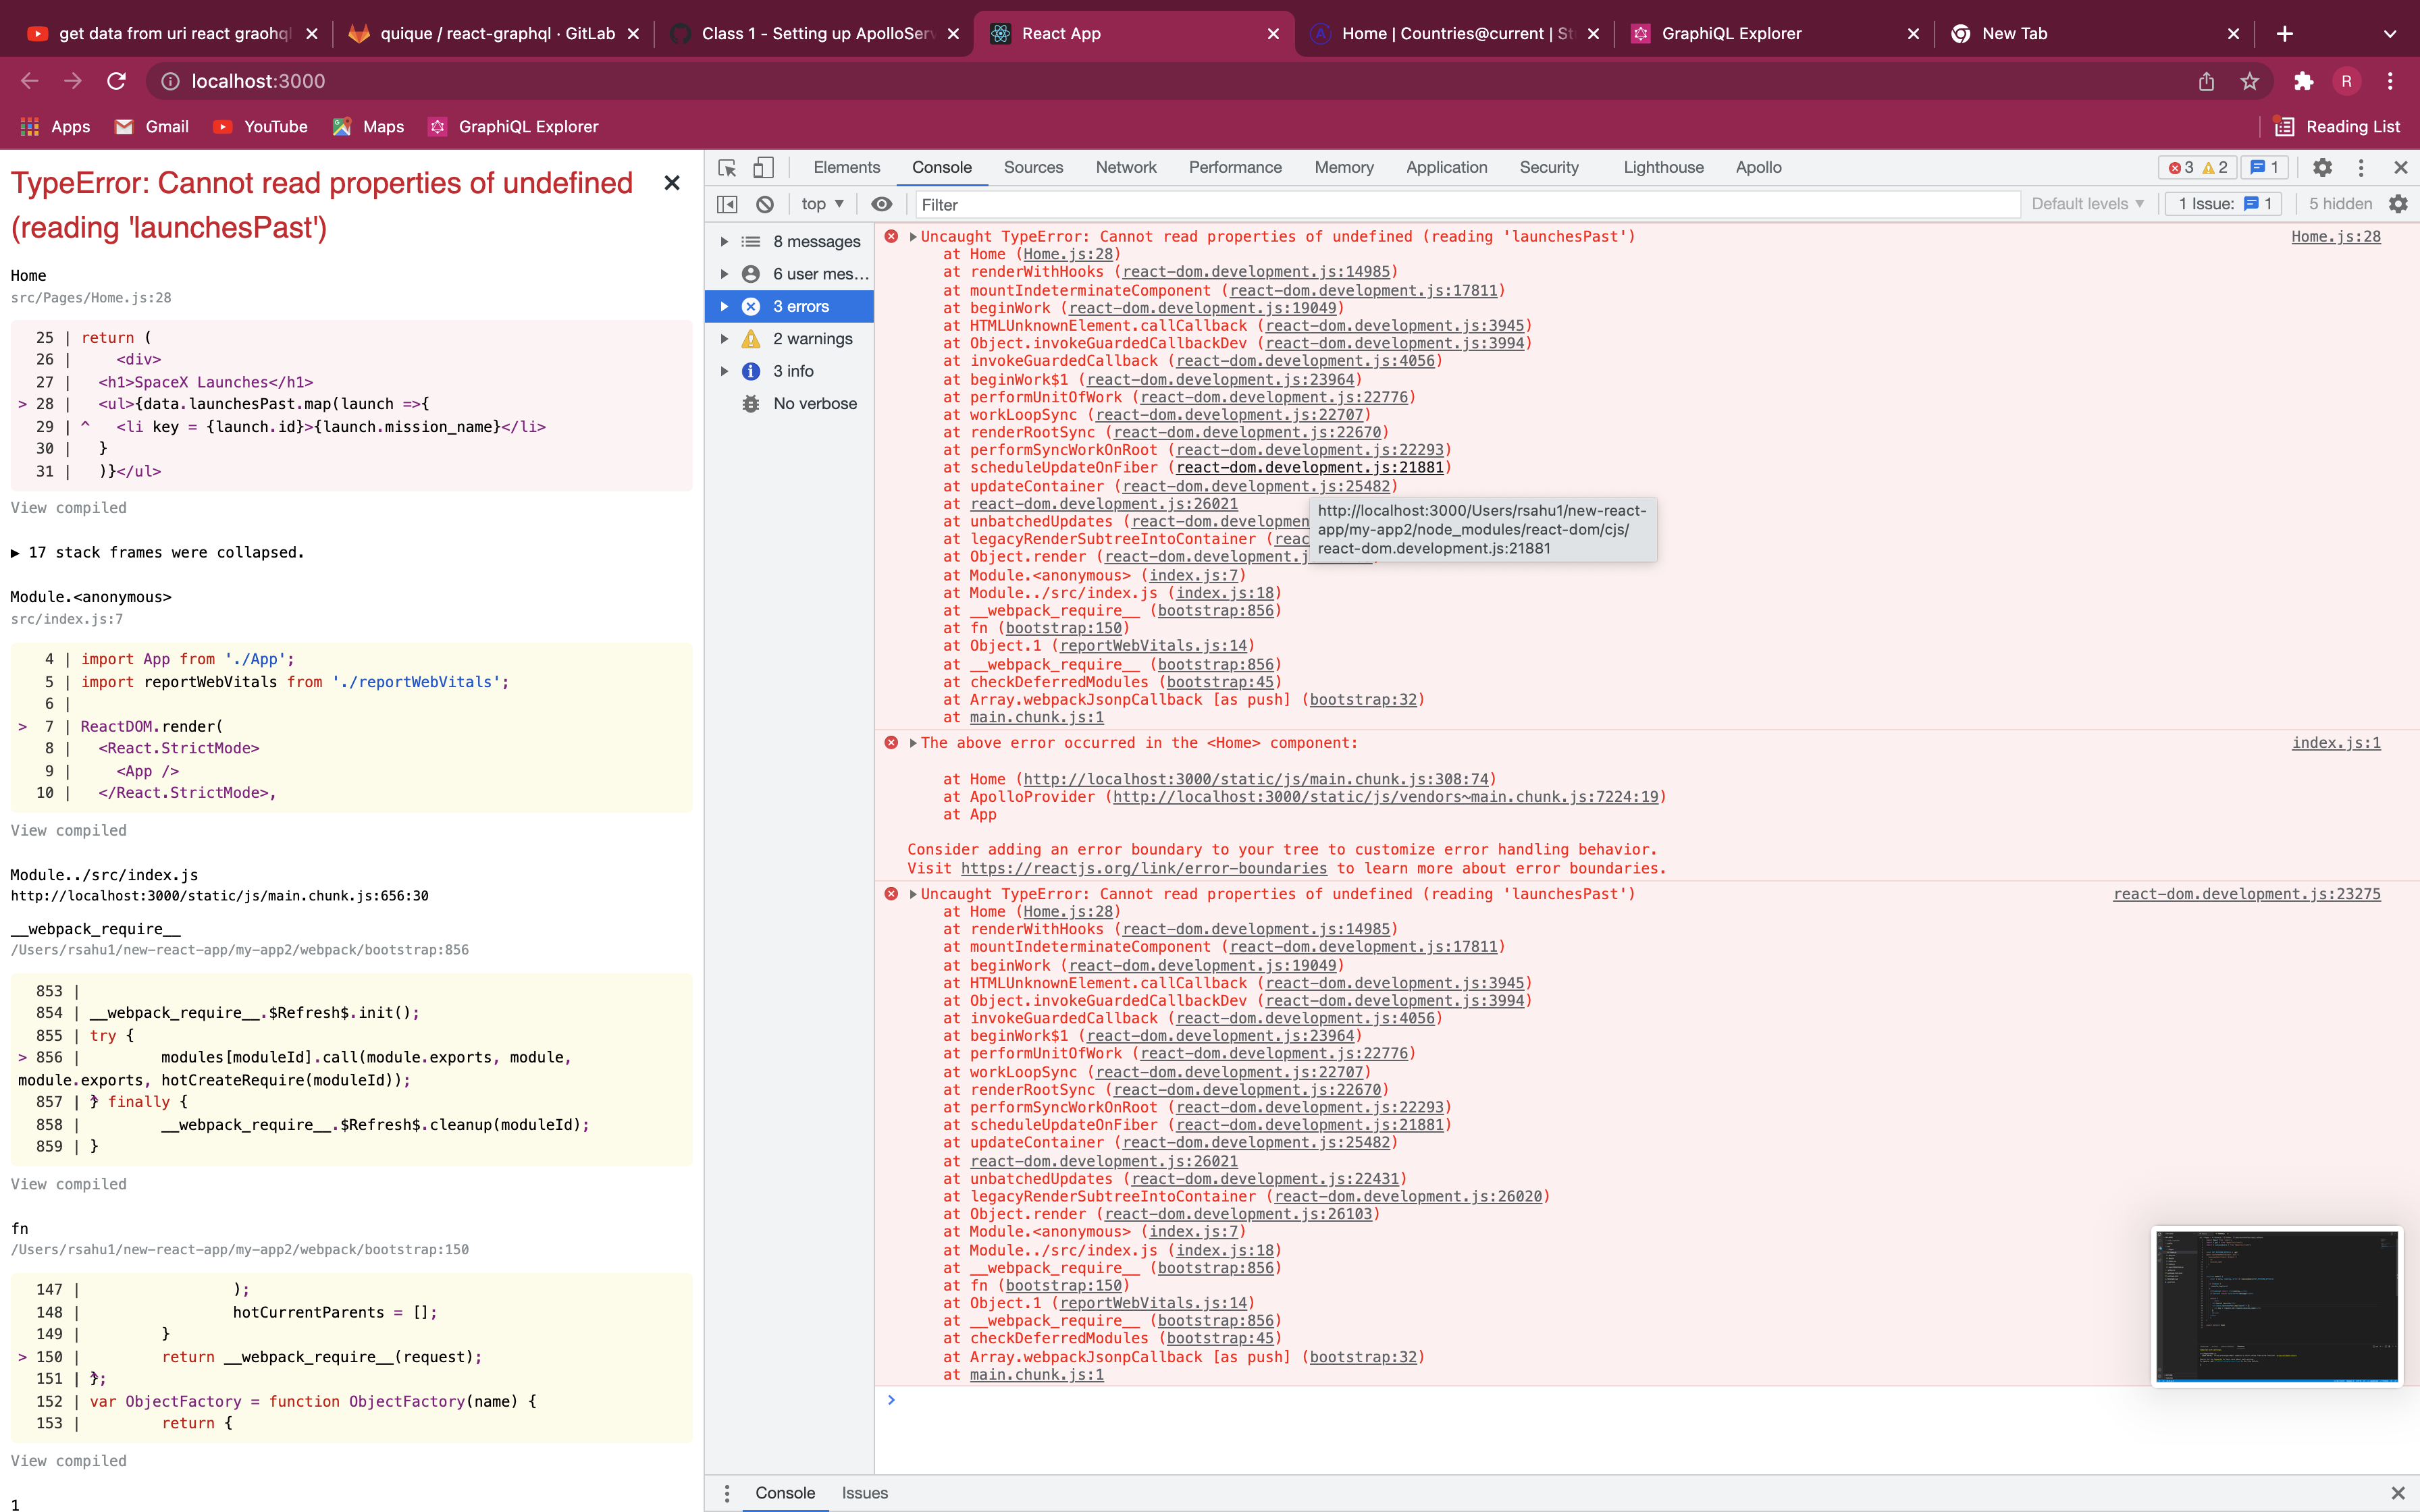 get data from uri react graohql
quique / react-graphql · GitLab
Class 1 - Setting up ApolloServ
React App
Home | Countries@current | St
GraphiQL Explorer
New Tab
localhost:3000
R
Apps
Gmail
YouTube
Maps
GraphiQL Explorer
Reading List
TypeError: Cannot read properties of undefined
(reading 'launchesPast')
Home
src/Pages/Home.js:28
25 | return (
26 |     <div>
27 |   <h1>SpaceX Launches</h1>
> 28 |   <ul>{data.launchesPast.map(launch =>{
29 | ^   <li key = {launch.id}>{launch.mission_name}</li>
30 |   }
31 |   )}</ul>
View compiled
▶ 17 stack frames were collapsed.
Module.<anonymous>
src/index.js:7
4 | import App from './App';
5 | import reportWebVitals from './reportWebVitals';
6 |
> 7 | ReactDOM.render(
8 |   <React.StrictMode>
9 |     <App />
10 |   </React.StrictMode>,
View compiled
Module../src/index.js
http://localhost:3000/static/js/main.chunk.js:656:30
__webpack_require__
/Users/rsahu1/new-react-app/my-app2/webpack/bootstrap:856
853 |
854 | __webpack_require__.$Refresh$.init();
855 | try {
> 856 |         modules[moduleId].call(module.exports, module,
module.exports, hotCreateRequire(moduleId));
857 | } finally {
858 |         __webpack_require__.$Refresh$.cleanup(moduleId);
859 | }
View compiled
fn
/Users/rsahu1/new-react-app/my-app2/webpack/bootstrap:150
147 |                 );
148 |                 hotCurrentParents = [];
149 |         }
> 150 |         return __webpack_require__(request);
151 | };
152 | var ObjectFactory = function ObjectFactory(name) {
153 |         return {
View compiled
1
Elements
Console
Sources
Network
Performance
Memory
Application
Security
Lighthouse
Apollo
3
2
1
top ▼
Filter
Default levels ▼
1 Issue: 1
5 hidden
8 messages
6 user mes...
3 errors
2 warnings
3 info
No verbose
Uncaught TypeError: Cannot read properties of undefined (reading 'launchesPast') Home.js:28
at Home (Home.js:28)
at renderWithHooks (react-dom.development.js:14985)
at mountIndeterminateComponent (react-dom.development.js:17811)
at beginWork (react-dom.development.js:19049)
at HTMLUnknownElement.callCallback (react-dom.development.js:3945)
at Object.invokeGuardedCallbackDev (react-dom.development.js:3994)
at invokeGuardedCallback (react-dom.development.js:4056)
at beginWork$1 (react-dom.development.js:23964)
at performUnitOfWork (react-dom.development.js:22776)
at workLoopSync (react-dom.development.js:22707)
at renderRootSync (react-dom.development.js:22670)
at performSyncWorkOnRoot (react-dom.development.js:22293)
at scheduleUpdateOnFiber (react-dom.development.js:21881)
at updateContainer (react-dom.development.js:25482)
at react-dom.development.js:26021
at unbatchedUpdates (react-dom.developmen
at legacyRenderSubtreeIntoContainer (reac
at Object.render (react-dom.development.j
http://localhost:3000/Users/rsahu1/new-react-
app/my-app2/node_modules/react-dom/cjs/
react-dom.development.js:21881
at Module.<anonymous> (index.js:7)
at Module../src/index.js (index.js:18)
at __webpack_require__ (bootstrap:856)
at fn (bootstrap:150)
at Object.1 (reportWebVitals.js:14)
at __webpack_require__ (bootstrap:856)
at checkDeferredModules (bootstrap:45)
at Array.webpackJsonpCallback [as push] (bootstrap:32)
at main.chunk.js:1
The above error occurred in the <Home> component: index.js:1
at Home (http://localhost:3000/static/js/main.chunk.js:308:74)
at ApolloProvider (http://localhost:3000/static/js/vendors~main.chunk.js:7224:19)
at App
Consider adding an error boundary to your tree to customize error handling behavior.
Visit https://reactjs.org/link/error-boundaries to learn more about error boundaries.
Uncaught TypeError: Cannot read properties of undefined (reading 'launchesPast') react-dom.development.js:23275
at Home (Home.js:28)
at renderWithHooks (react-dom.development.js:14985)
at mountIndeterminateComponent (react-dom.development.js:17811)
at beginWork (react-dom.development.js:19049)
at HTMLUnknownElement.callCallback (react-dom.development.js:3945)
at Object.invokeGuardedCallbackDev (react-dom.development.js:3994)
at invokeGuardedCallback (react-dom.development.js:4056)
at beginWork$1 (react-dom.development.js:23964)
at performUnitOfWork (react-dom.development.js:22776)
at workLoopSync (react-dom.development.js:22707)
at renderRootSync (react-dom.development.js:22670)
at performSyncWorkOnRoot (react-dom.development.js:22293)
at scheduleUpdateOnFiber (react-dom.development.js:21881)
at updateContainer (react-dom.development.js:25482)
at react-dom.development.js:26021
at unbatchedUpdates (react-dom.development.js:22431)
at legacyRenderSubtreeIntoContainer (react-dom.development.js:26020)
at Object.render (react-dom.development.js:26103)
at Module.<anonymous> (index.js:7)
at Module../src/index.js (index.js:18)
at __webpack_require__ (bootstrap:856)
at fn (bootstrap:150)
at Object.1 (reportWebVitals.js:14)
at __webpack_require__ (bootstrap:856)
at checkDeferredModules (bootstrap:45)
at Array.webpackJsonpCallback [as push] (bootstrap:32)
at main.chunk.js:1
Console
Issues